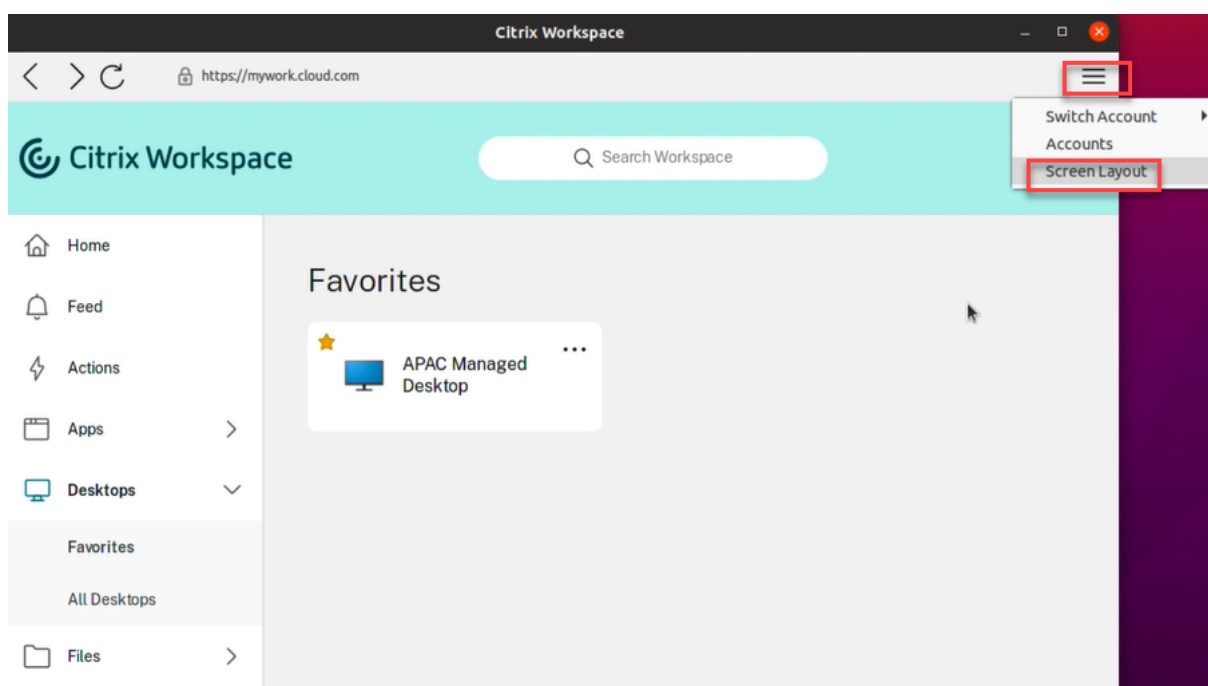 Citrix Workspace
https://mywork.cloud.com
Switch Account
Accounts
Screen Layout
Citrix Workspace
Search Workspace
Home
Feed
Actions
Apps
Desktops
Favorites
All Desktops
Files
Favorites
APAC Managed
Desktop